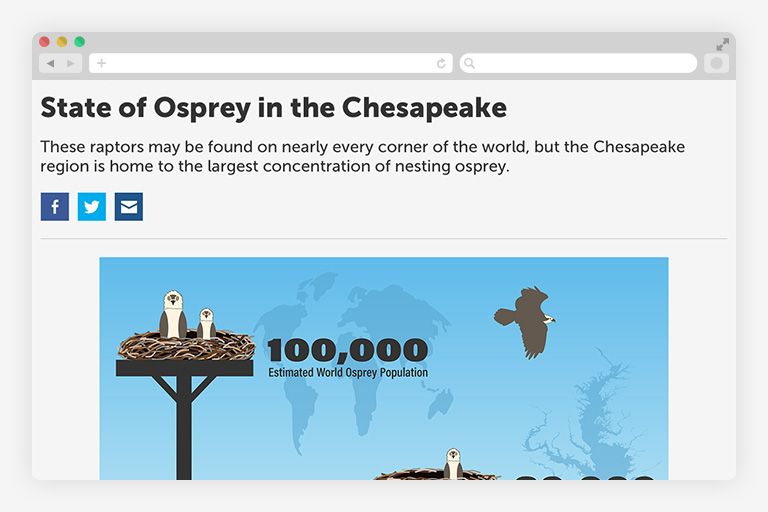 State of Osprey in the Chesapeake
These raptors may be found on nearly every corner of the world, but the Chesapeake
region is home to the largest concentration of nesting osprey.
f
100,000
Estimated World Osprey Population